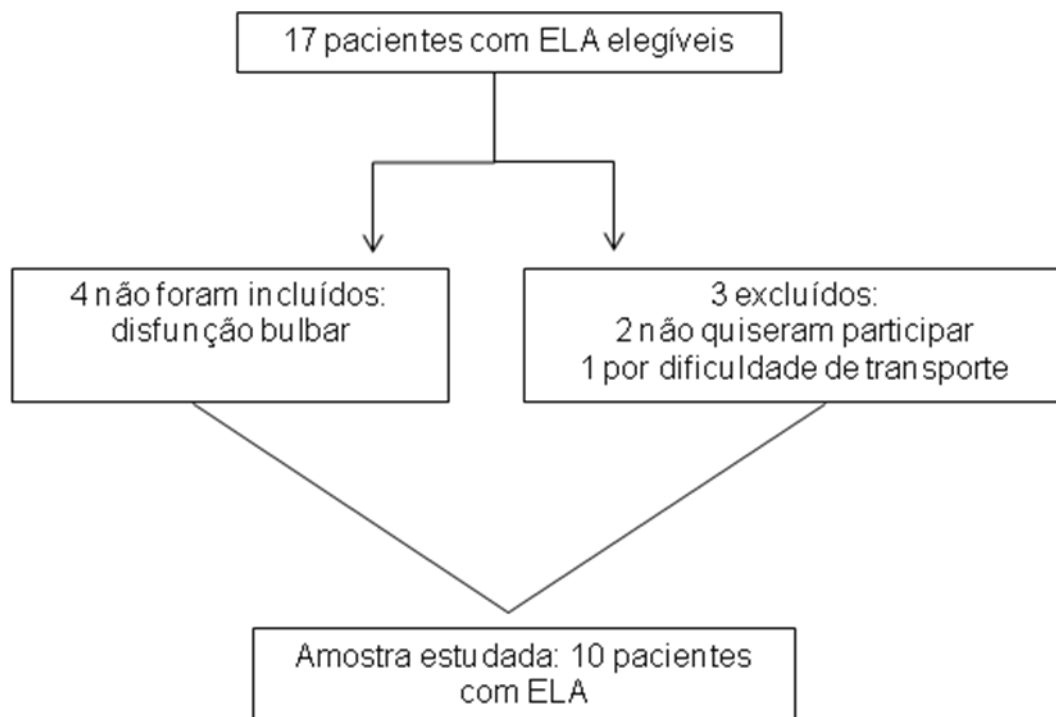 17 pacientes com ELA elegíveis
4 não foram incluídos:
disfunção bulbar
3 excluídos:
2 não quiseram participar
1 por dificuldade de transporte
Amostra estudada: 10 pacientes
com ELA